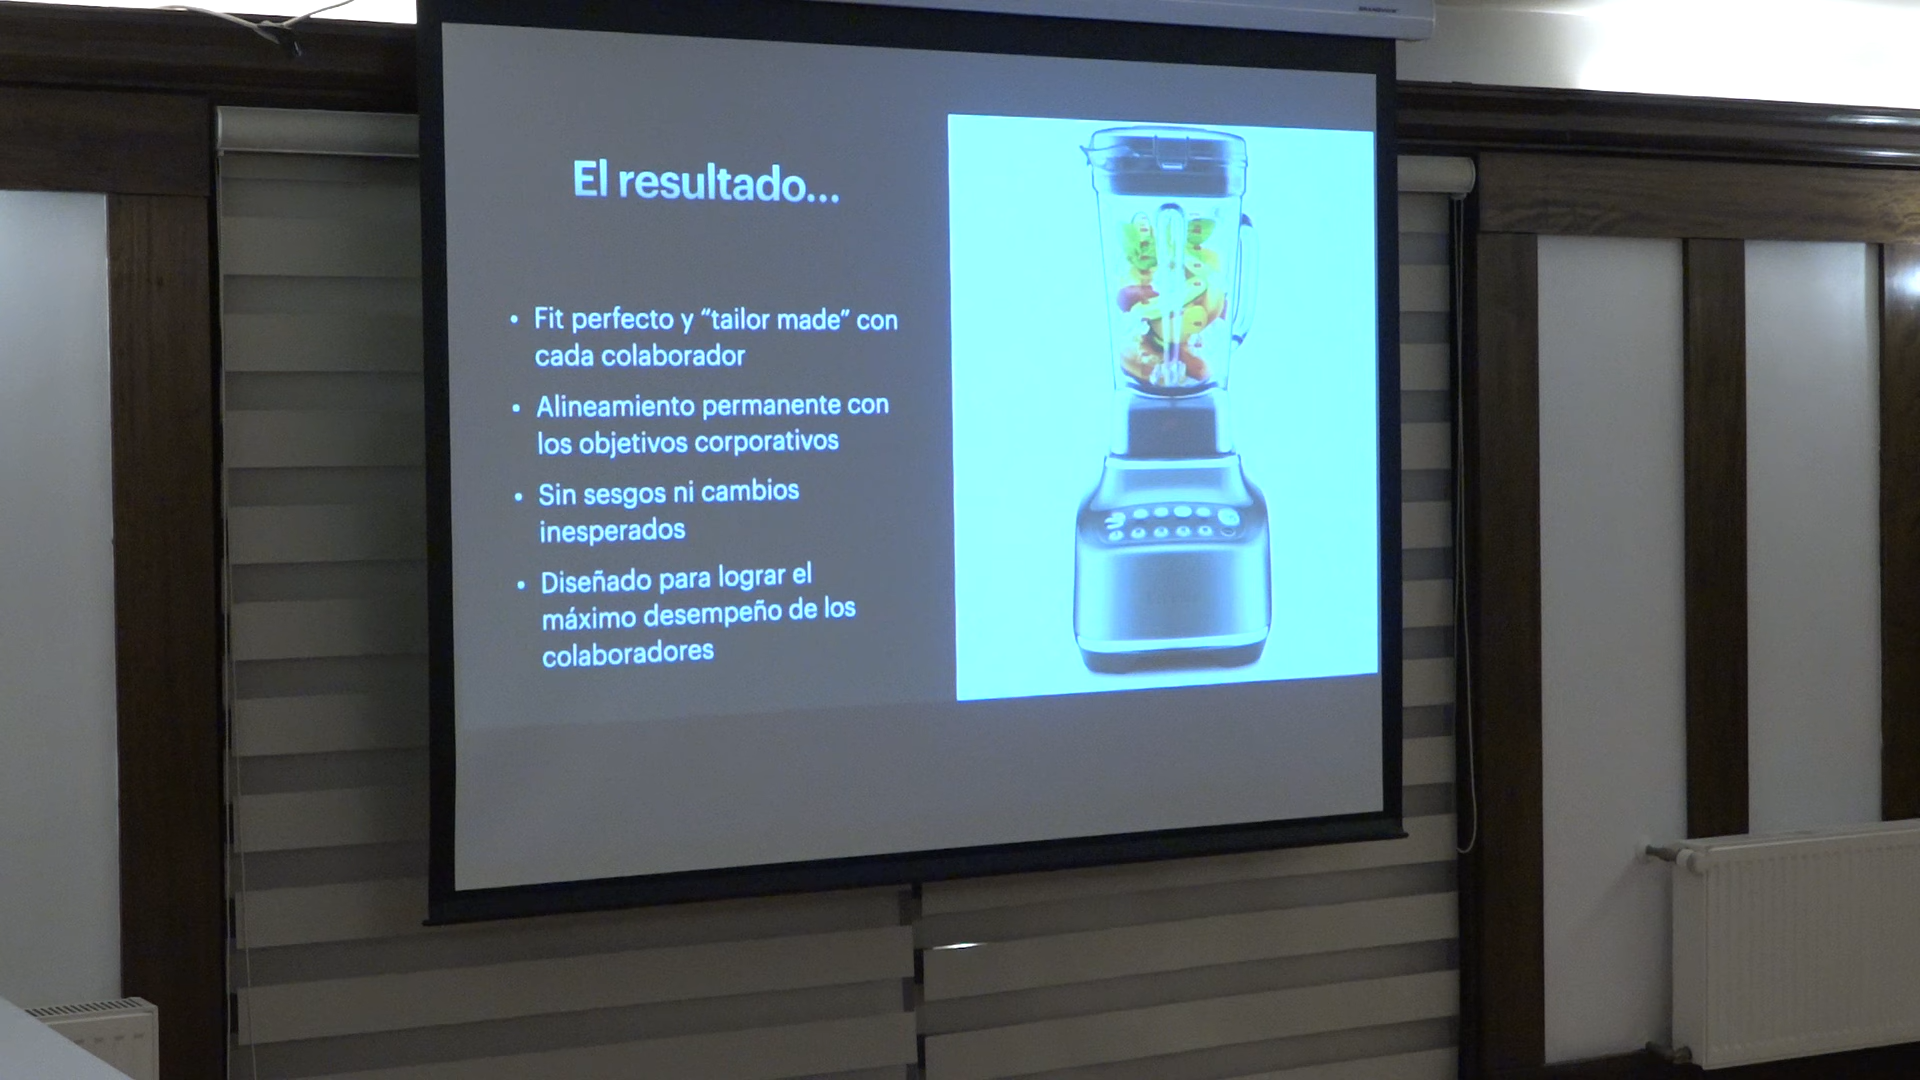 El resultado...
• Fit perfecto y “tailor made” con
cada colaborador
• Alineamiento permanente con
los objetivos corporativos
• Sin sesgos ni cambios
inesperados
• Diseñado para lograr el
máximo desempeño de los
colaboradores